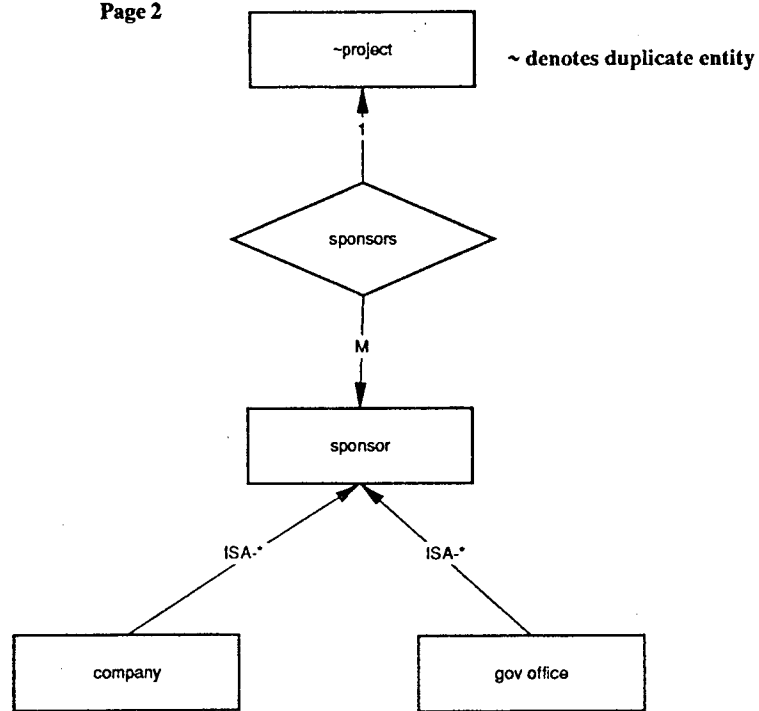 Page 2
~project
~ denotes duplicate entity
1
sponsors
M
sponsor
ISA-*
ISA-*
company
gov office